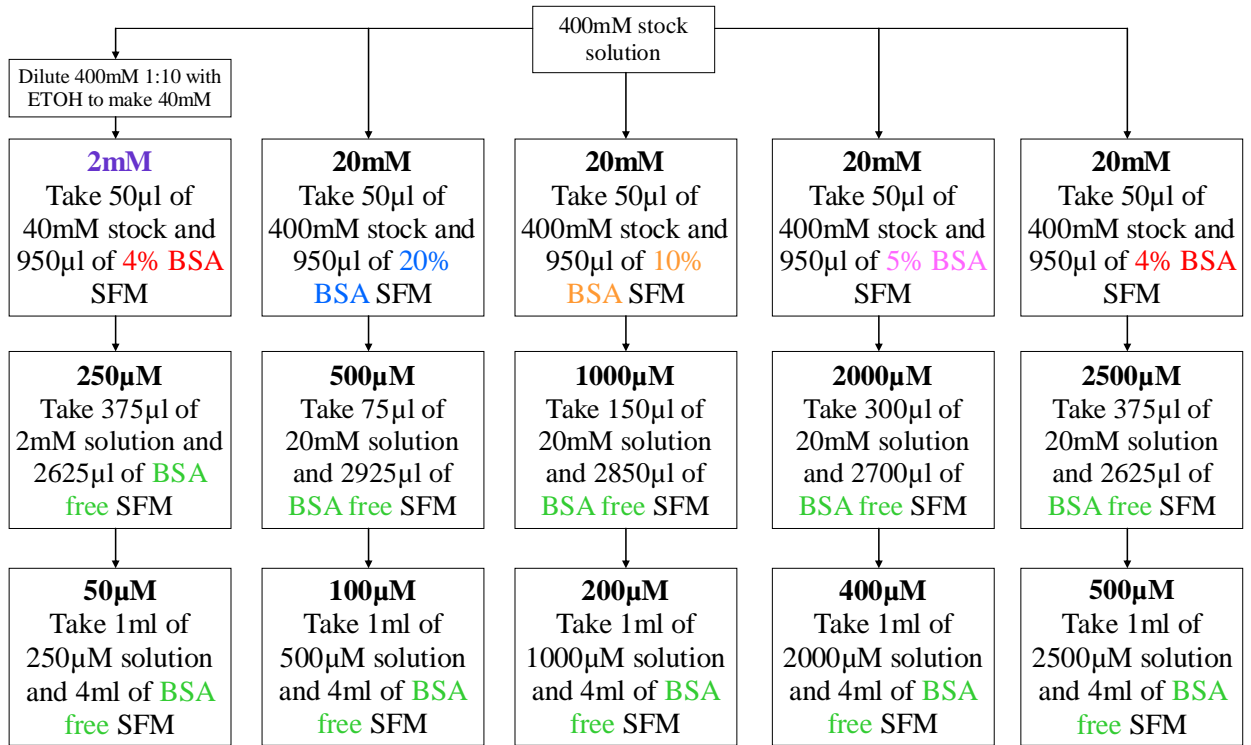 400mM stock
solution
Dilute 400mM 1:10 with
ETOH to make 40mM
2mM
Take 50µl of
40mM stock and
950µl of 4% BSA
SFM
20mM
Take 50µl of
400mM stock and
950µl of 20%
BSA SFM
20mM
Take 50µl of
400mM stock and
950µl of 10%
BSA SFM
20mM
Take 50µl of
400mM stock and
950µl of 5% BSA
SFM
20mM
Take 50µl of
400mM stock and
950µl of 4% BSA
SFM
250µM
Take 375µl of
2mM solution and
2625µl of BSA
free SFM
500µM
Take 75µl of
20mM solution
and 2925µl of
BSA free SFM
1000µM
Take 150µl of
20mM solution
and 2850µl of
BSA free SFM
2000µM
Take 300µl of
20mM solution
and 2700µl of
BSA free SFM
2500µM
Take 375µl of
20mM solution
and 2625µl of
BSA free SFM
50µM
Take 1ml of
250µM solution
and 4ml of BSA
free SFM
100µM
Take 1ml of
500µM solution
and 4ml of BSA
free SFM
200µM
Take 1ml of
1000µM solution
and 4ml of BSA
free SFM
400µM
Take 1ml of
2000µM solution
and 4ml of BSA
free SFM
500µM
Take 1ml of
2500µM solution
and 4ml of BSA
free SFM